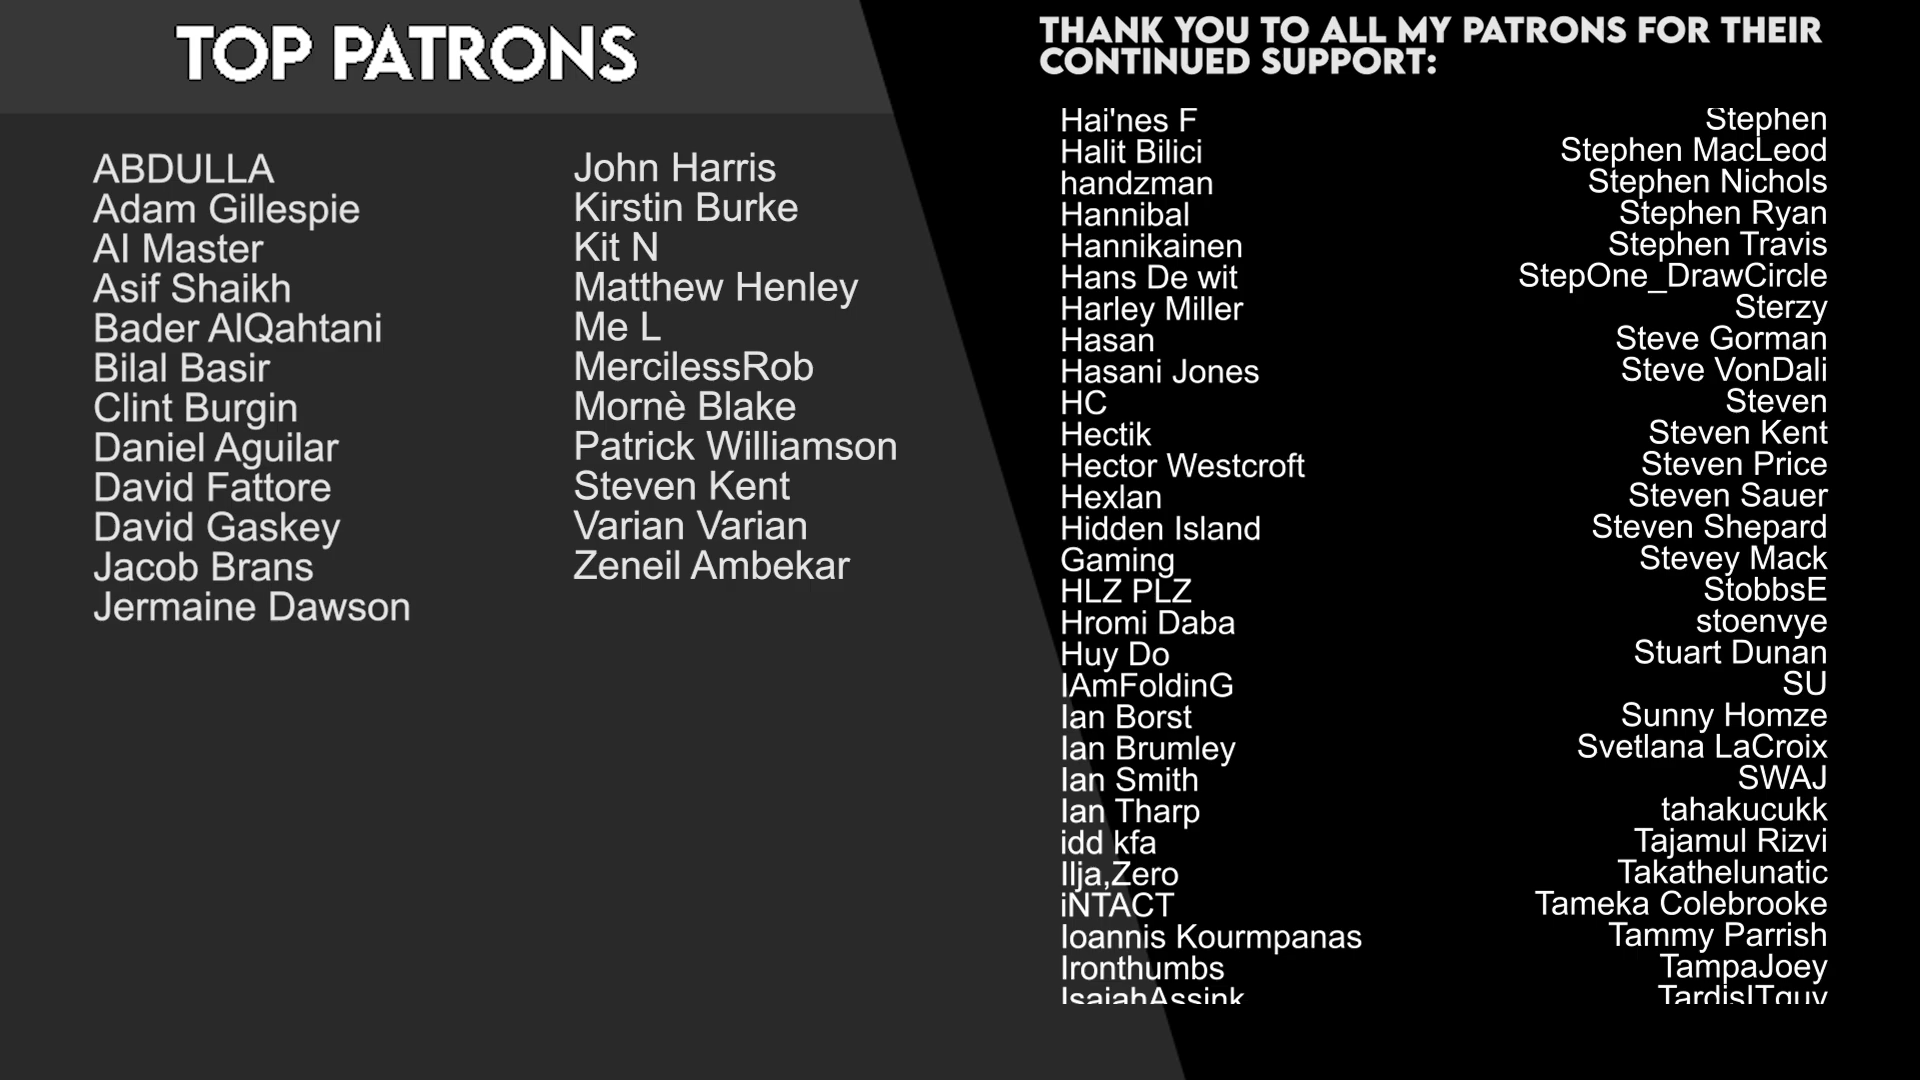 TOP PATRONS
ABDULLA
Adam Gillespie
AI Master
Asif Shaikh
Bader AlQahtani
Bilal Basir
Clint Burgin
Daniel Aguilar
David Fattore
David Gaskey
Jacob Brans
Jermaine Dawson
John Harris
Kirstin Burke
Kit N
Matthew Henley
Me L
MercilessRob
Mornè Blake
Patrick Williamson
Steven Kent
Varian Varian
Zeneil Ambekar
THANK YOU TO ALL MY PATRONS FOR THEIR
CONTINUED SUPPORT:
Hai'nes F
Halit Bilici
handzman
Hannibal
Hannikainen
Hans De wit
Harley Miller
Hasan
Hasani Jones
HC
Hectik
Hector Westcroft
Hexlan
Hidden Island
Gaming
HLZ PLZ
Hromi Daba
Huy Do
IAmFoldinG
Ian Borst
Ian Brumley
Ian Smith
Ian Tharp
idd kfa
Ilja,Zero
iNTACT
Ioannis Kourmpanas
Ironthumbs
IsaiahAssink
Stephen
Stephen MacLeod
Stephen Nichols
Stephen Ryan
Stephen Travis
StepOne_DrawCircle
Sterzy
Steve Gorman
Steve VonDali
Steven
Steven Kent
Steven Price
Steven Sauer
Steven Shepard
Stevey Mack
StobbsE
stoenvye
Stuart Dunan
SU
Sunny Homze
Svetlana LaCroix
SWAJ
tahakucukk
Tajamul Rizvi
Takathelunatic
Tameka Colebrooke
Tammy Parrish
TampaJoey
TardisITguy